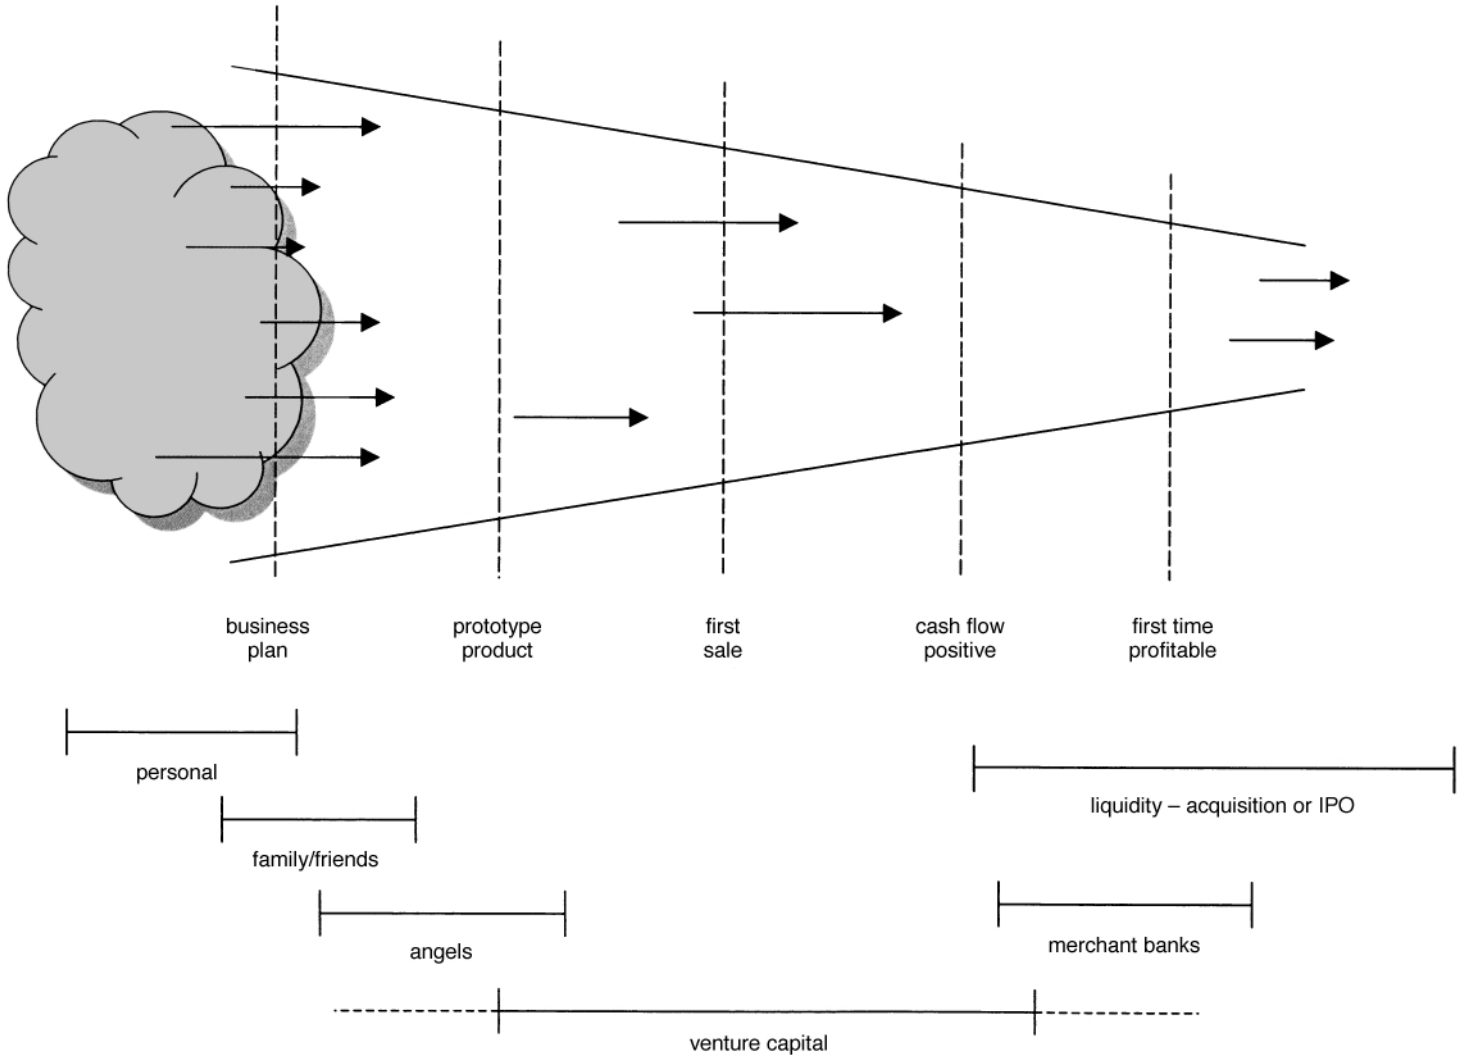 business
plan
prototype
product
first
sale
cash flow
positive
first time
profitable
personal
liquidity – acquisition or IPO
family/friends
angels
merchant banks
venture capital